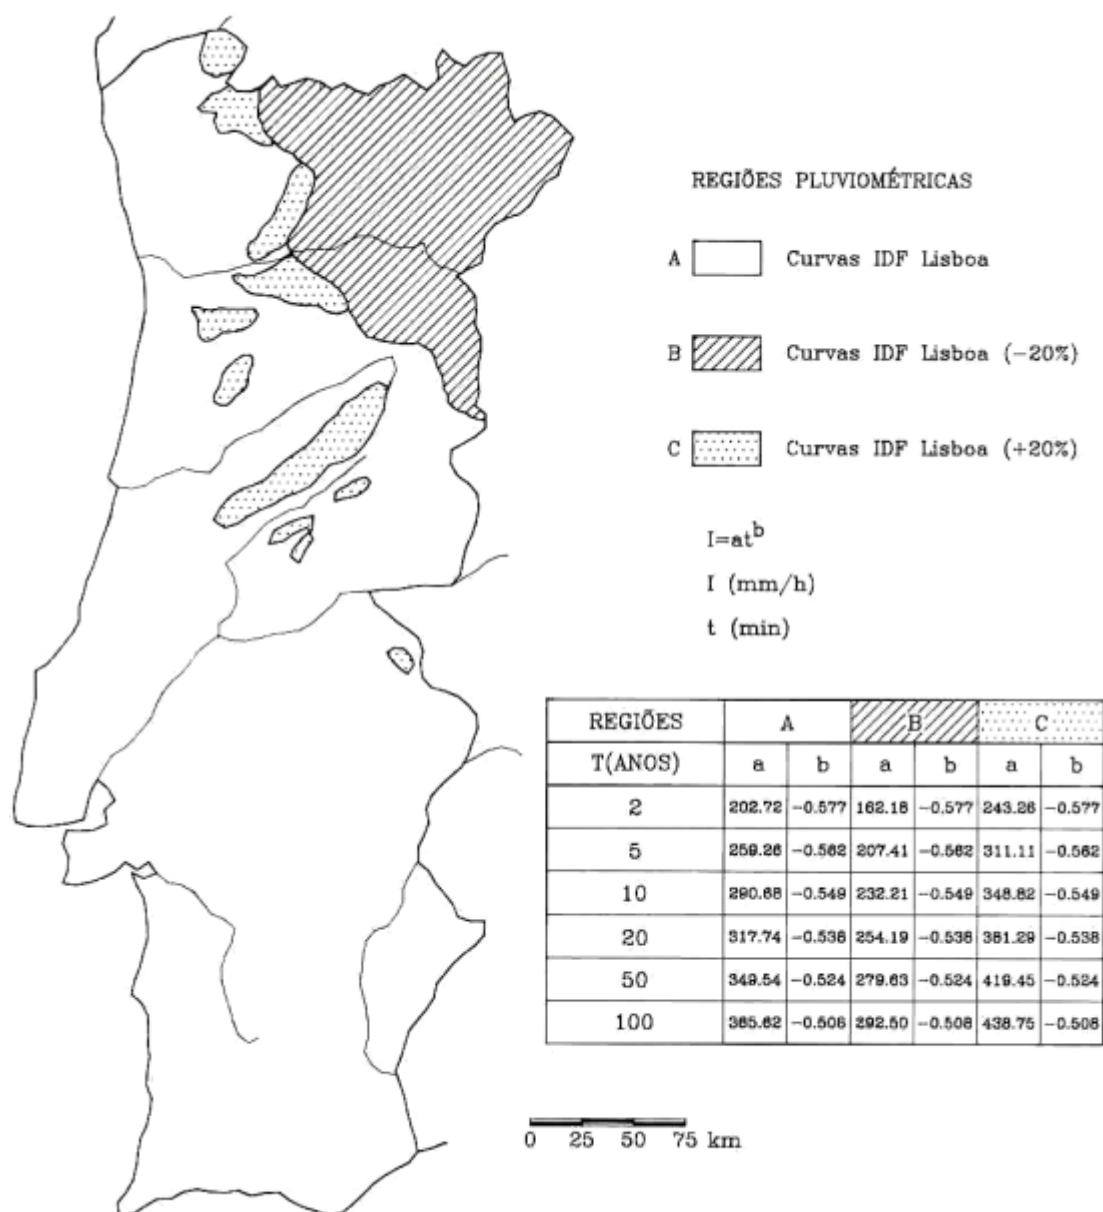 REGIÕES PLUVIOMÉTRICAS
A Curvas IDF Lisboa
B Curvas IDF Lisboa (-20%)
C Curvas IDF Lisboa (+20%)
I=at^b
I (mm/h)
t (min)
REGIÕES A B C
T(ANOS) a b a b a b
2 202.72 -0.577 162.18 -0.577 243.26 -0.577
5 259.26 -0.562 207.41 -0.562 311.11 -0.562
10 290.68 -0.549 232.21 -0.549 348.82 -0.549
20 317.74 -0.538 254.19 -0.538 381.29 -0.538
50 349.54 -0.524 279.63 -0.524 419.45 -0.524
100 365.62 -0.508 292.50 -0.508 438.75 -0.508
0 25 50 75 km